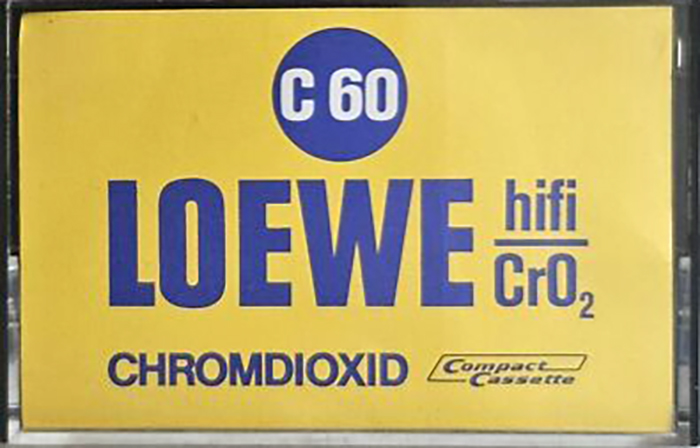 C 60
LOEWE hifi
CrO₂
CHROMDIOXID Compact
Cassette